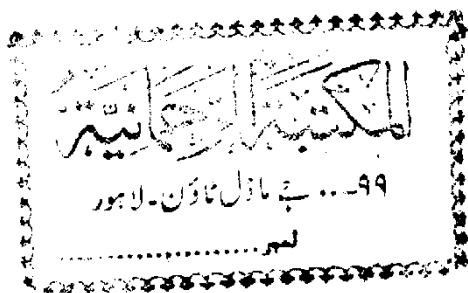 المكتبة الرحمانية
۹۹۔۔۔ جے ماڈل ٹاؤن۔ لاہور
نمبر ........................